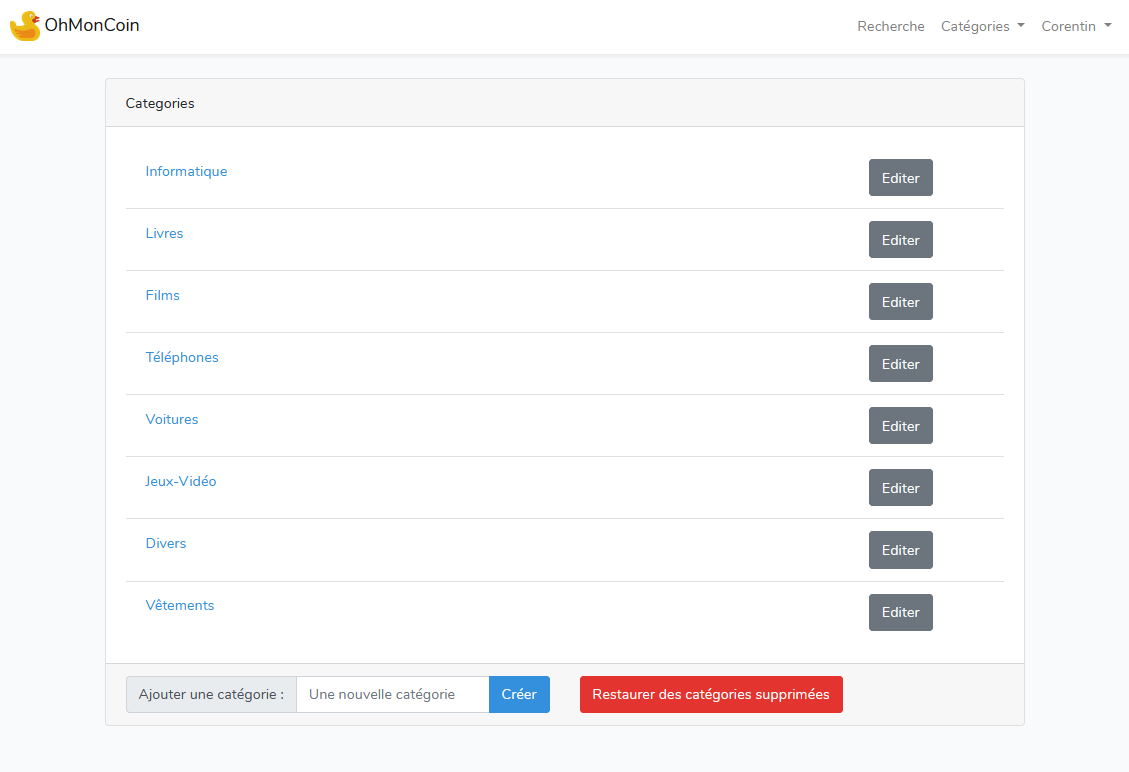 OhMonCoin
Recherche Catégories Corentin
Categories
Informatique Editer
Livres Editer
Films Editer
Téléphones Editer
Voitures Editer
Jeux-Vidéo Editer
Divers Editer
Vêtements Editer
Ajouter une catégorie : Une nouvelle catégorie Créer Restaurer des catégories supprimées